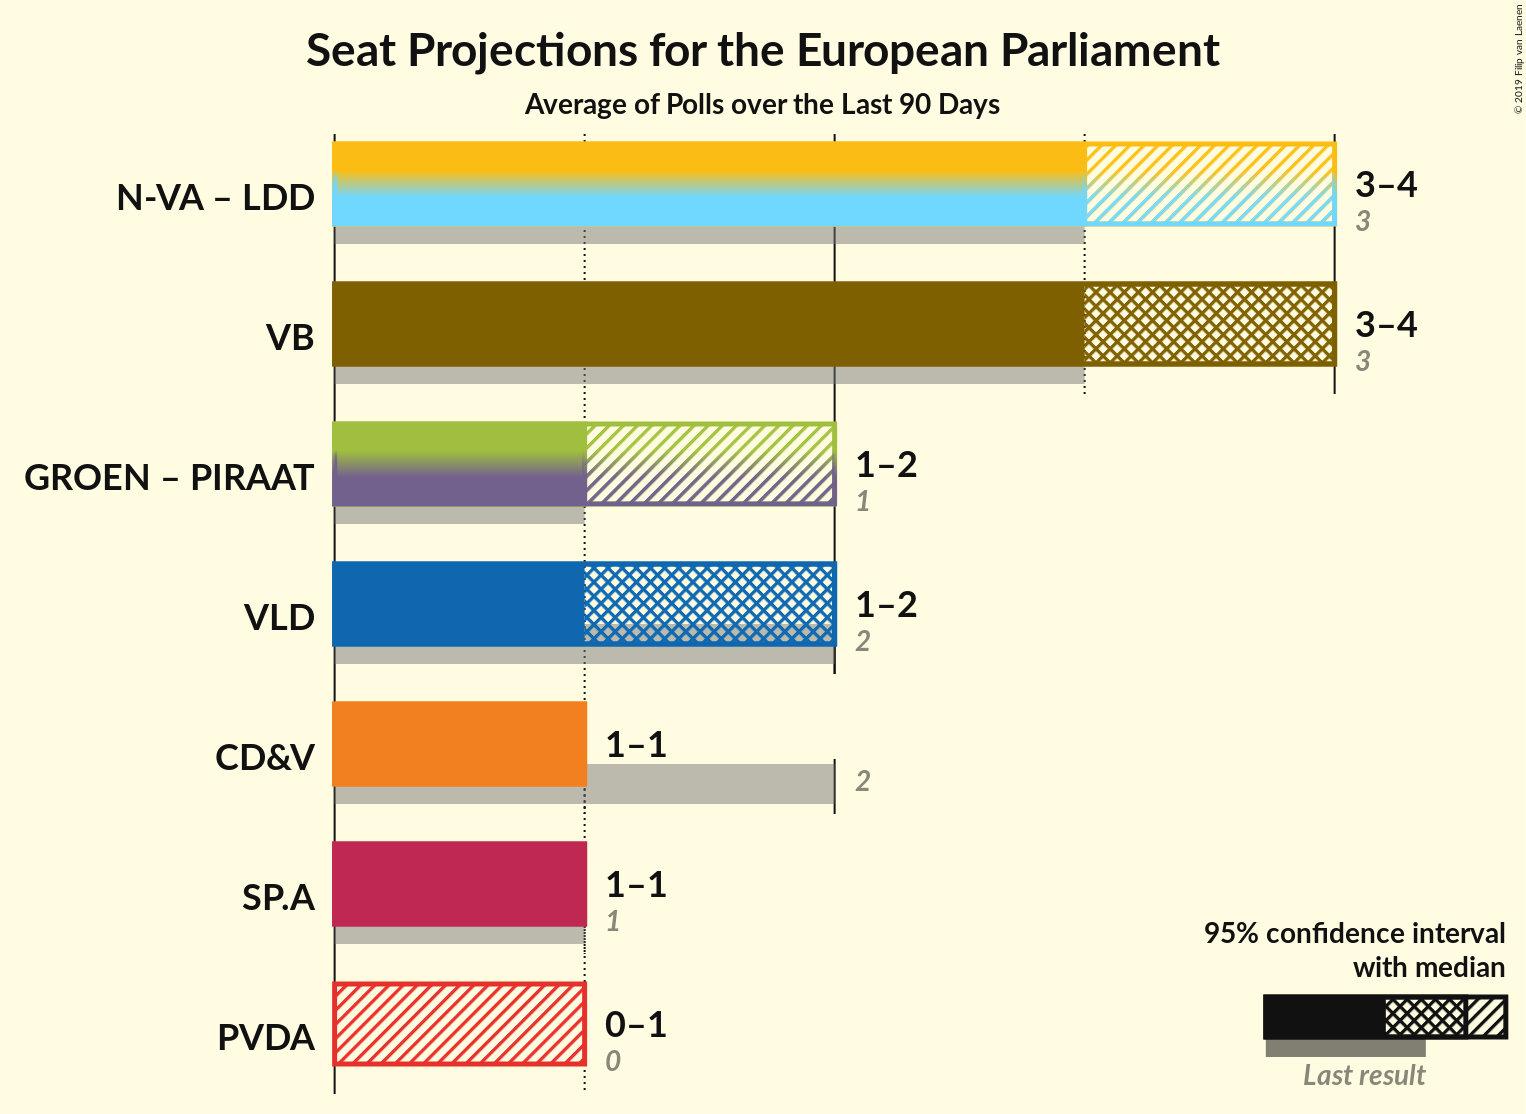 Seat Projections for the European Parliament
Average of Polls over the Last 90 Days
© 2019 Filip van Laenen
N-VA – LDD
3–4
3
VB
3–4
3
GROEN – PIRAAT
1–2
1
VLD
1–2
2
CD&V
1–1
2
SP.A
1–1
1
PVDA
0–1
0
95% confidence interval
with median
Last result